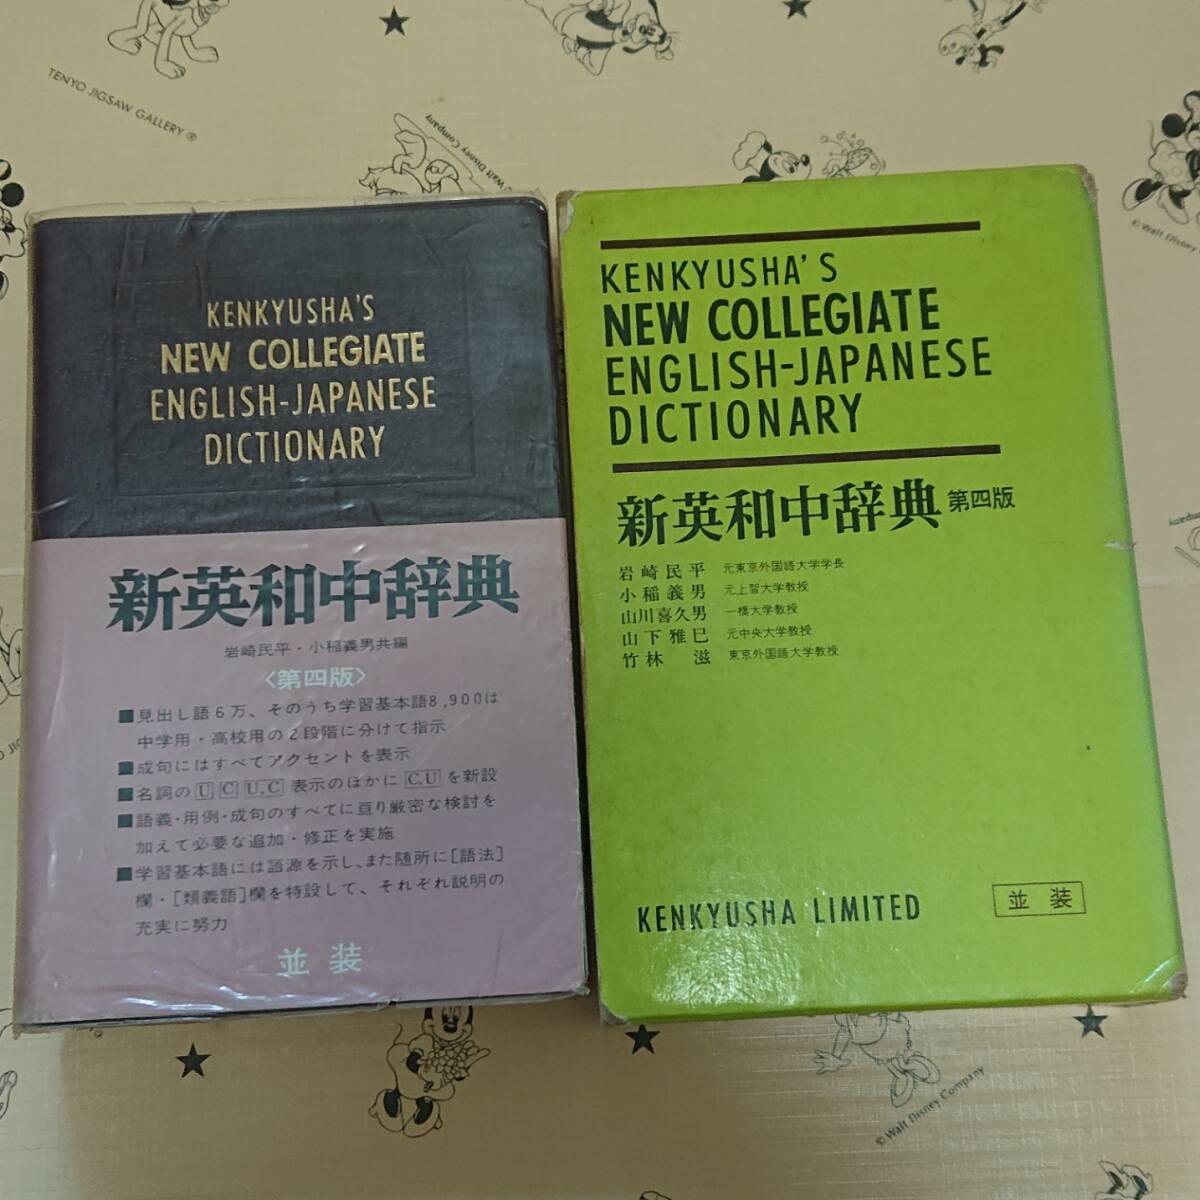 TENYO JIGSAW GALLERY ®
Walt Disney Company
KENKYUSHA'S
NEW COLLEGIATE
ENGLISH-JAPANESE
DICTIONARY
新英和中辞典
岩崎民平・小稲義男共編
〈第四版〉
■見出し語6万、そのうち学習基本語8,900は
中学用・高校用の2段階に分けて指示
■成句にはすべてアクセントを表示
■名詞の U C U,C 表示のほかに C,U を新設
■語義・用例・成句のすべてに亘り厳密な検討を
加えて必要な追加・修正を実施
■学習基本語には語源を示し、また随所に[語法]
欄・[類義語]欄を特設して、それぞれ説明の
充実に努力
並装
KENKYUSHA'S
NEW COLLEGIATE
ENGLISH-JAPANESE
DICTIONARY
新英和中辞典 第四版
岩崎民平 元東京外国語大学学長
小稲義男 元上智大学教授
山川喜久男 一橋大学教授
山下雅巳 元中央大学教授
竹林滋 東京外国語大学教授
KENKYUSHA LIMITED
並装
© Walt Disney
© Walt Disney Company